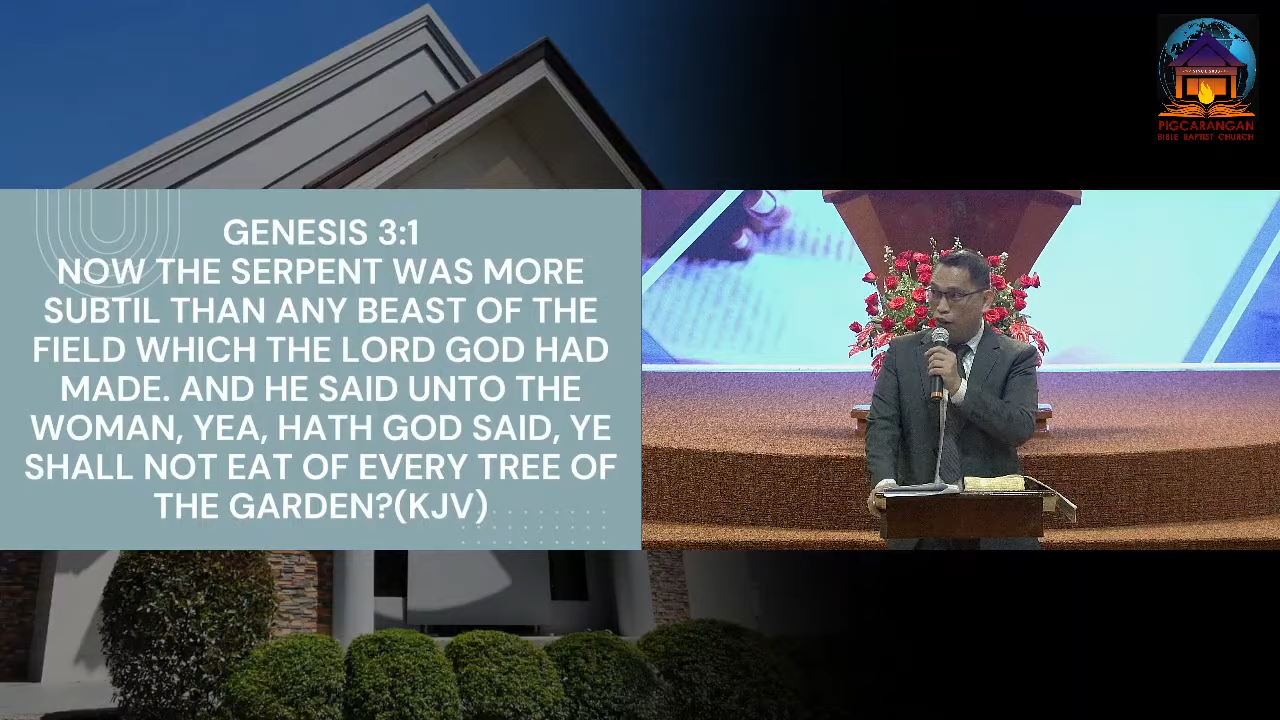 PIGCARANGAN
BIBLE BAPTIST CHURCH
GENESIS 3:1
NOW THE SERPENT WAS MORE
SUBTIL THAN ANY BEAST OF THE
FIELD WHICH THE LORD GOD HAD
MADE. AND HE SAID UNTO THE
WOMAN, YEA, HATH GOD SAID, YE
SHALL NOT EAT OF EVERY TREE OF
THE GARDEN?(KJV)